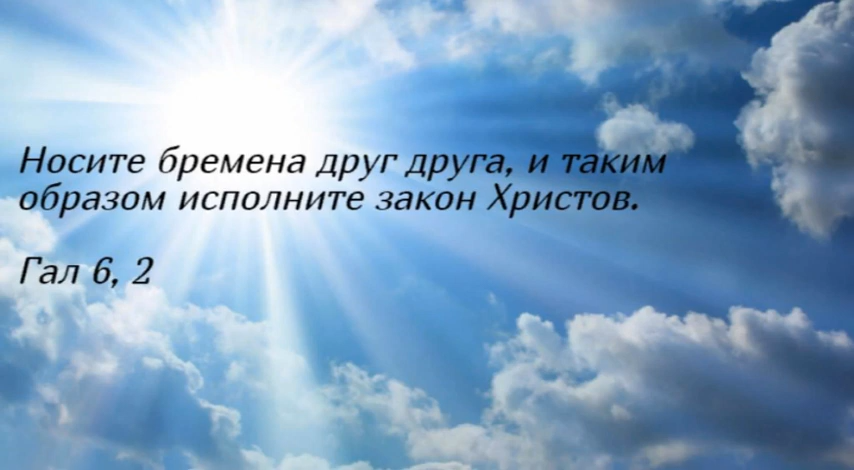 Носите бремена друг друга, и таким
образом исполните закон Христов.
Гал 6, 2